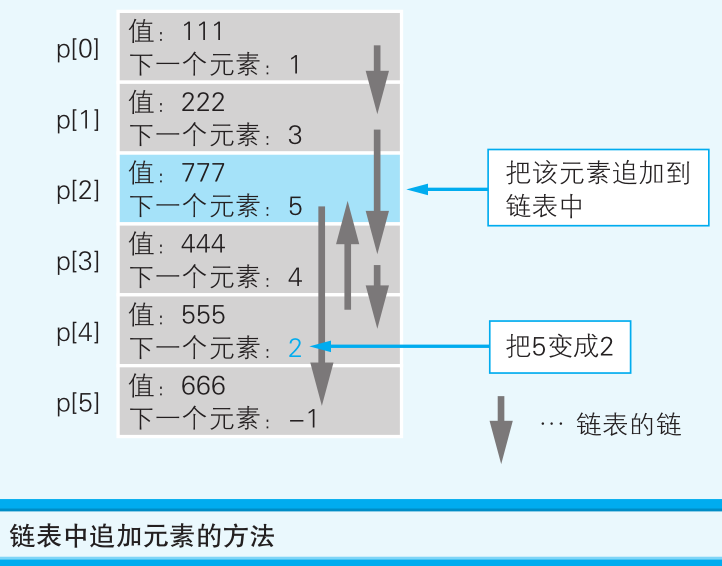 p[0]
值：111
下一个元素：1
p[1]
值：222
下一个元素：3
p[2]
值：777
下一个元素：5
把该元素追加到
链表中
p[3]
值：444
下一个元素：4
p[4]
值：555
下一个元素：2
把5变成2
p[5]
值：666
下一个元素：–1
… 链表的链
链表中追加元素的方法